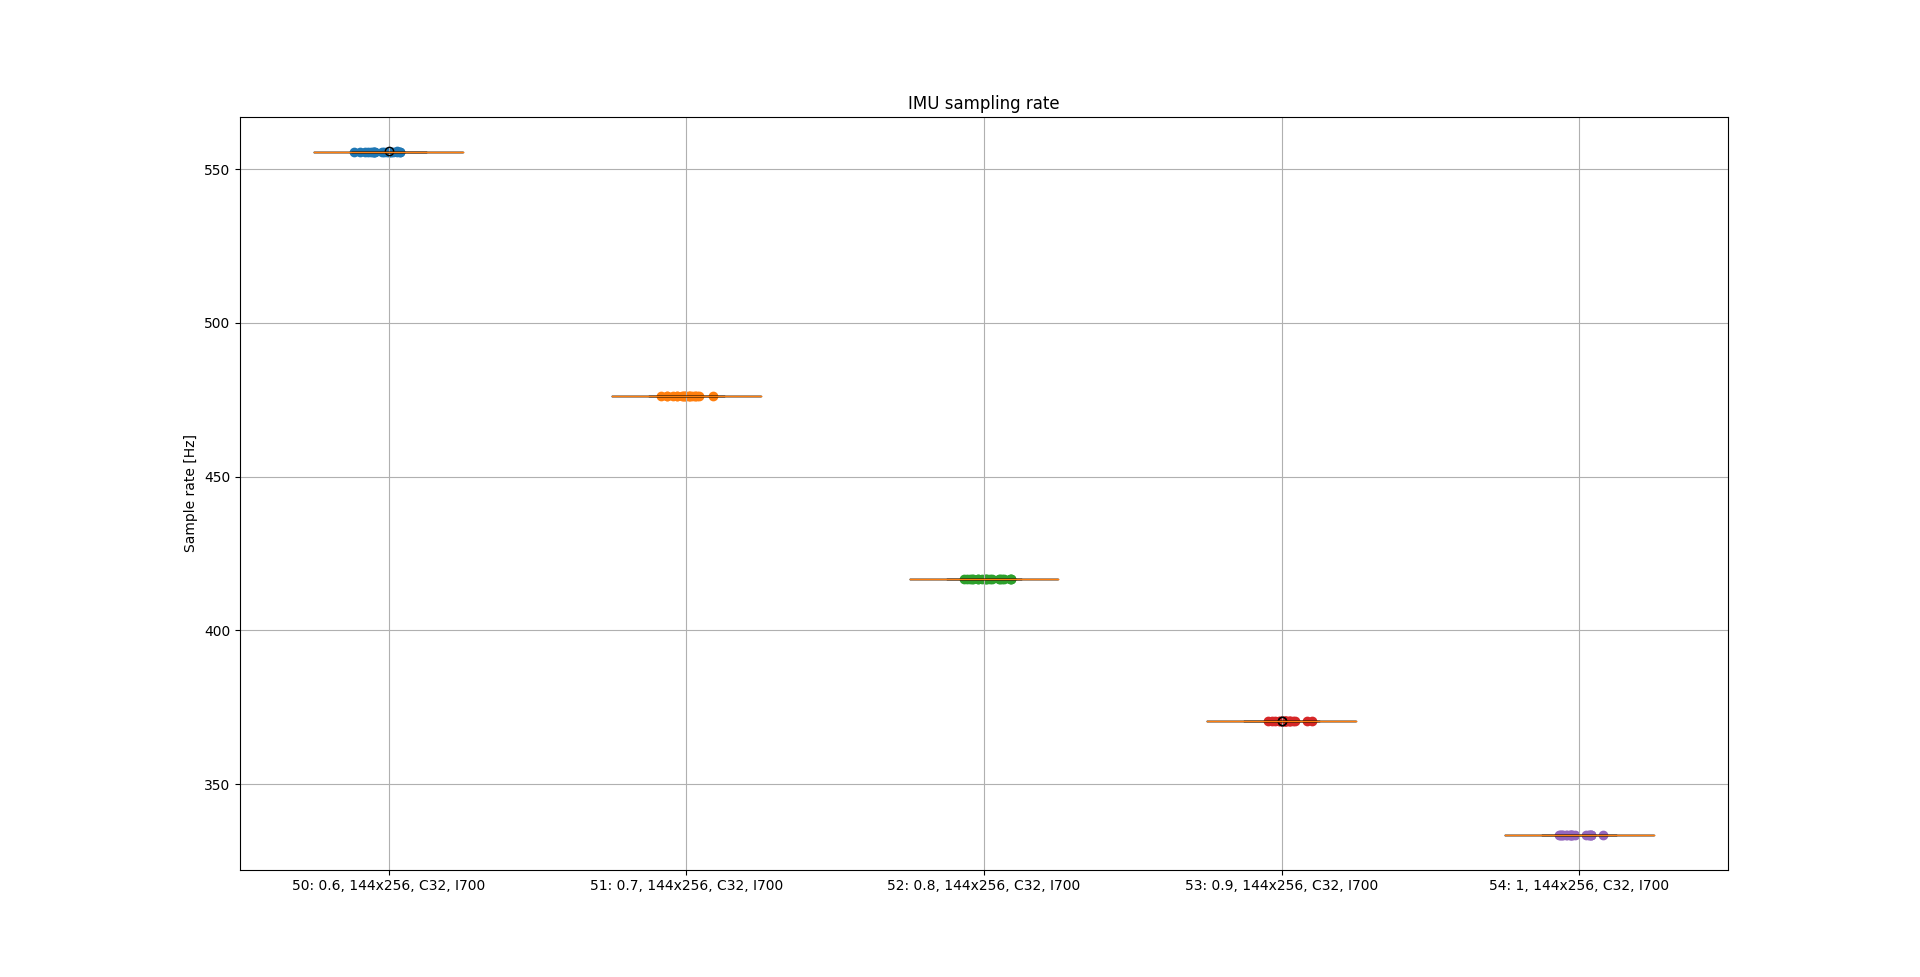 IMU sampling rate
Sample rate [Hz]
550
500
450
400
350
50: 0.6, 144x256, C32, I700
51: 0.7, 144x256, C32, I700
52: 0.8, 144x256, C32, I700
53: 0.9, 144x256, C32, I700
54: 1, 144x256, C32, I700